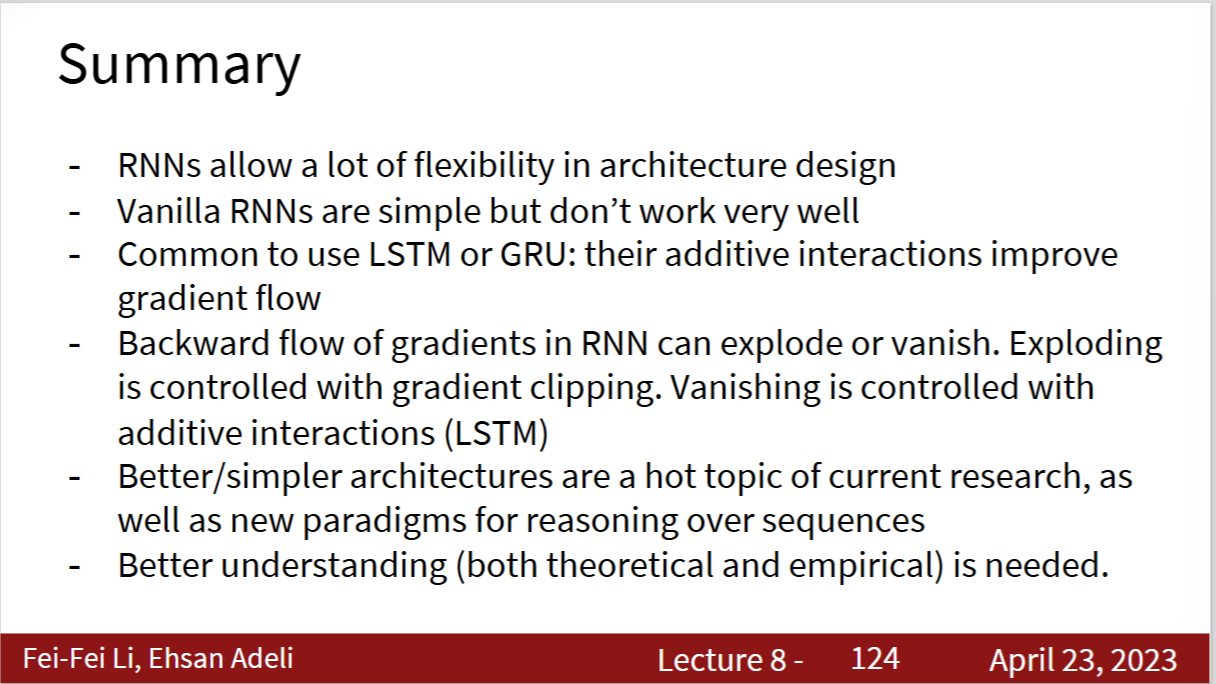 Summary
- RNNs allow a lot of flexibility in architecture design
- Vanilla RNNs are simple but don’t work very well
- Common to use LSTM or GRU: their additive interactions improve
gradient flow
- Backward flow of gradients in RNN can explode or vanish. Exploding
is controlled with gradient clipping. Vanishing is controlled with
additive interactions (LSTM)
- Better/simpler architectures are a hot topic of current research, as
well as new paradigms for reasoning over sequences
- Better understanding (both theoretical and empirical) is needed.
Fei-Fei Li, Ehsan Adeli Lecture 8 - 124 April 23, 2023